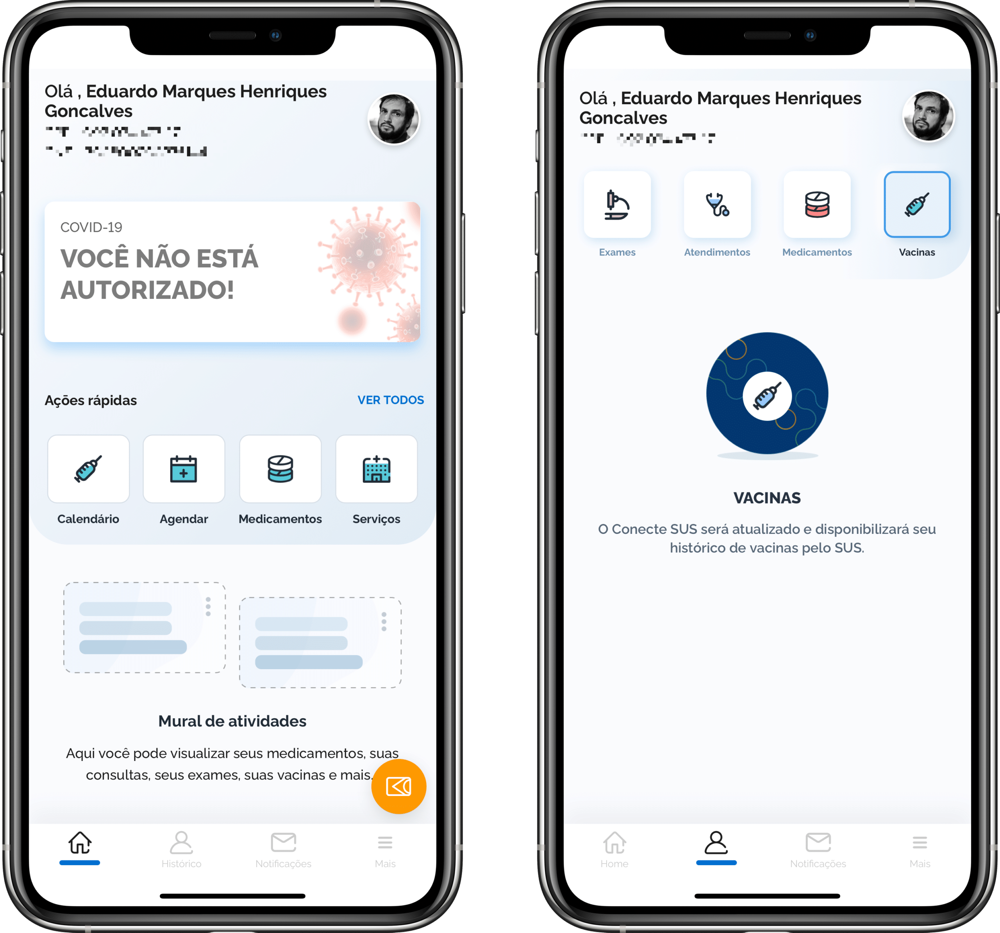 Olá , Eduardo Marques Henriques
Goncalves
COVID-19
VOCÊ NÃO ESTÁ
AUTORIZADO!
Ações rápidas
VER TODOS
Calendário
Agendar
Medicamentos
Serviços
Mural de atividades
Aqui você pode visualizar seus medicamentos, suas
consultas, seus exames, suas vacinas e mais.
Histórico
Notificações
Mais
Olá , Eduardo Marques Henriques
Goncalves
Exames
Atendimentos
Medicamentos
Vacinas
VACINAS
O Conecte SUS será atualizado e disponibilizará seu
histórico de vacinas pelo SUS.
Home
Notificações
Mais